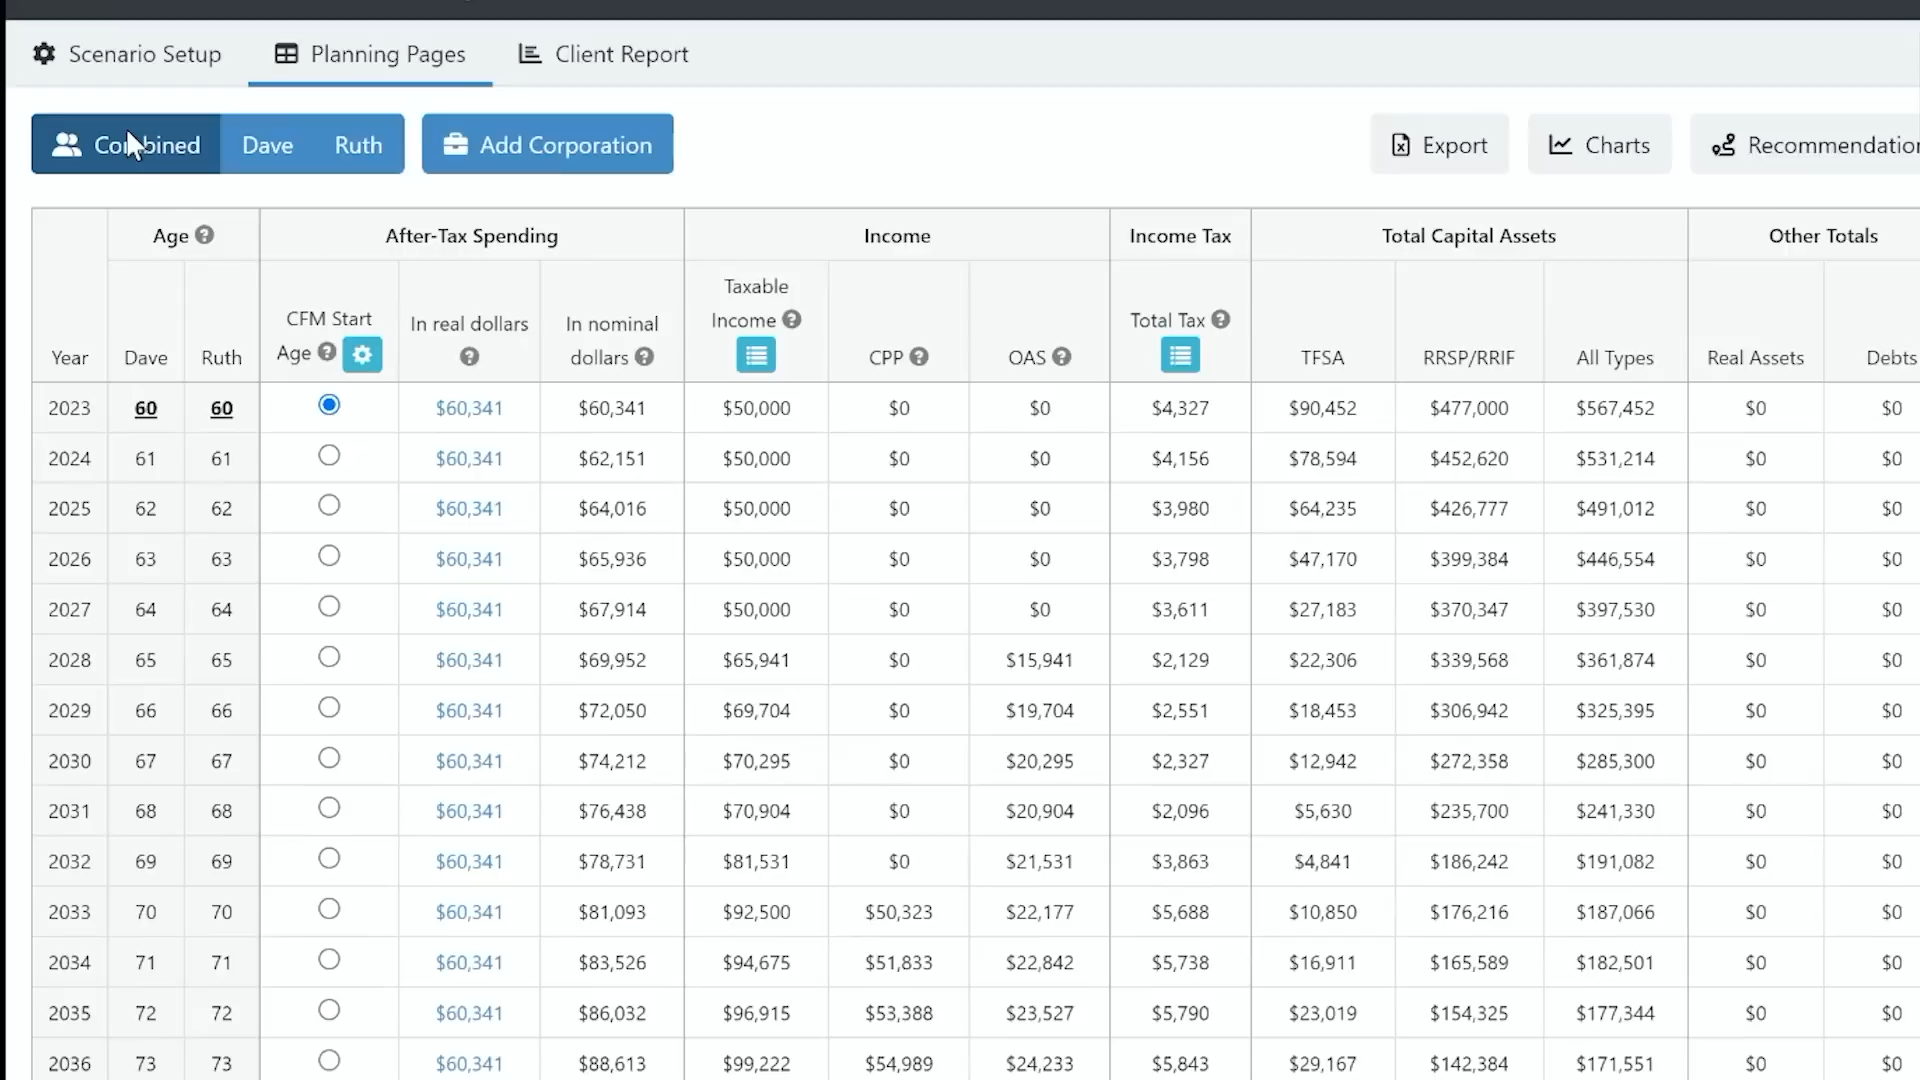 Scenario Setup Planning Pages Client Report
Combined Dave Ruth Add Corporation Export Charts
Age After-Tax Spending Income Income Tax Total Capital Assets Other Totals
Year Dave Ruth CFM Start Age In real dollars In nominal dollars Taxable Income CPP OAS Total Tax TFSA RRSP/RRIF All Types Real Assets Debts
2023 60 60 $60,341 $60,341 $50,000 $0 $0 $4,327 $90,452 $477,000 $567,452 $0 $0
2024 61 61 $60,341 $62,151 $50,000 $0 $0 $4,156 $78,594 $452,620 $531,214 $0 $0
2025 62 62 $60,341 $64,016 $50,000 $0 $0 $3,980 $64,235 $426,777 $491,012 $0 $0
2026 63 63 $60,341 $65,936 $50,000 $0 $0 $3,798 $47,170 $399,384 $446,554 $0 $0
2027 64 64 $60,341 $67,914 $50,000 $0 $0 $3,611 $27,183 $370,347 $397,530 $0 $0
2028 65 65 $60,341 $69,952 $65,941 $0 $15,941 $2,129 $22,306 $339,568 $361,874 $0 $0
2029 66 66 $60,341 $72,050 $69,704 $0 $19,704 $2,551 $18,453 $306,942 $325,395 $0 $0
2030 67 67 $60,341 $74,212 $70,295 $0 $20,295 $2,327 $12,942 $272,358 $285,300 $0 $0
2031 68 68 $60,341 $76,438 $70,904 $0 $20,904 $2,096 $5,630 $235,700 $241,330 $0 $0
2032 69 69 $60,341 $78,731 $81,531 $0 $21,531 $3,863 $4,841 $186,242 $191,082 $0 $0
2033 70 70 $60,341 $81,093 $92,500 $50,323 $22,177 $5,688 $10,850 $176,216 $187,066 $0 $0
2034 71 71 $60,341 $83,526 $94,675 $51,833 $22,842 $5,738 $16,911 $165,589 $182,501 $0 $0
2035 72 72 $60,341 $86,032 $96,915 $53,388 $23,527 $5,790 $23,019 $154,325 $177,344 $0 $0
2036 73 73 $60,341 $88,613 $99,222 $54,989 $24,233 $5,843 $29,167 $142,384 $171,551 $0 $0